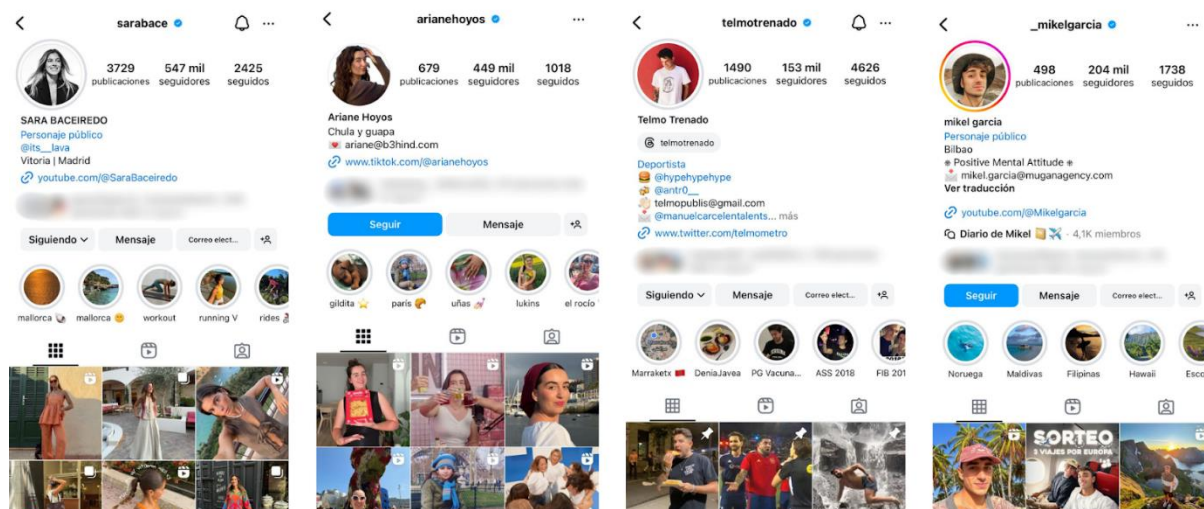 sarabace
3729 547 mil 2425
publicaciones seguidores seguidos
SARA BACEIREDO
Personaje público
@its__lava
Vitoria | Madrid
youtube.com/@SaraBaceiredo
Siguiendo Mensaje Correo elect...
mallorca mallorca workout running V rides
arianehoyos
679 449 mil 1018
publicaciones seguidores seguidos
Ariane Hoyos
Chula y guapa
ariane@b3hind.com
www.tiktok.com/@arianehoyos
Seguir Mensaje
gildita paris uñas lukins el rocío
telmotrenado
1490 153 mil 4626
publicaciones seguidores seguidos
Telmo Trenado
telmotrenado
Deportista
@hypehypehype
@antr0__
telmopublis@gmail.com
@manuelcarcelentalents... más
www.twitter.com/telmometro
Siguiendo Mensaje Correo elect...
Marraketx DeniaJavea PG Vacuna... ASS 2018 FIB 201
_mikelgarcia
498 204 mil 1738
publicaciones seguidores seguidos
mikel garcia
Personaje público
Bilbao
⁕ Positive Mental Attitude ⁕
mikel.garcia@muganagency.com
Ver traducción
youtube.com/@Mikelgarcia
Diario de Mikel · 4,1K miembros
Seguir Mensaje Correo elect...
Noruega Maldivas Filipinas Hawaii Esco
SORTEO
3 VIAJES POR EUROPA